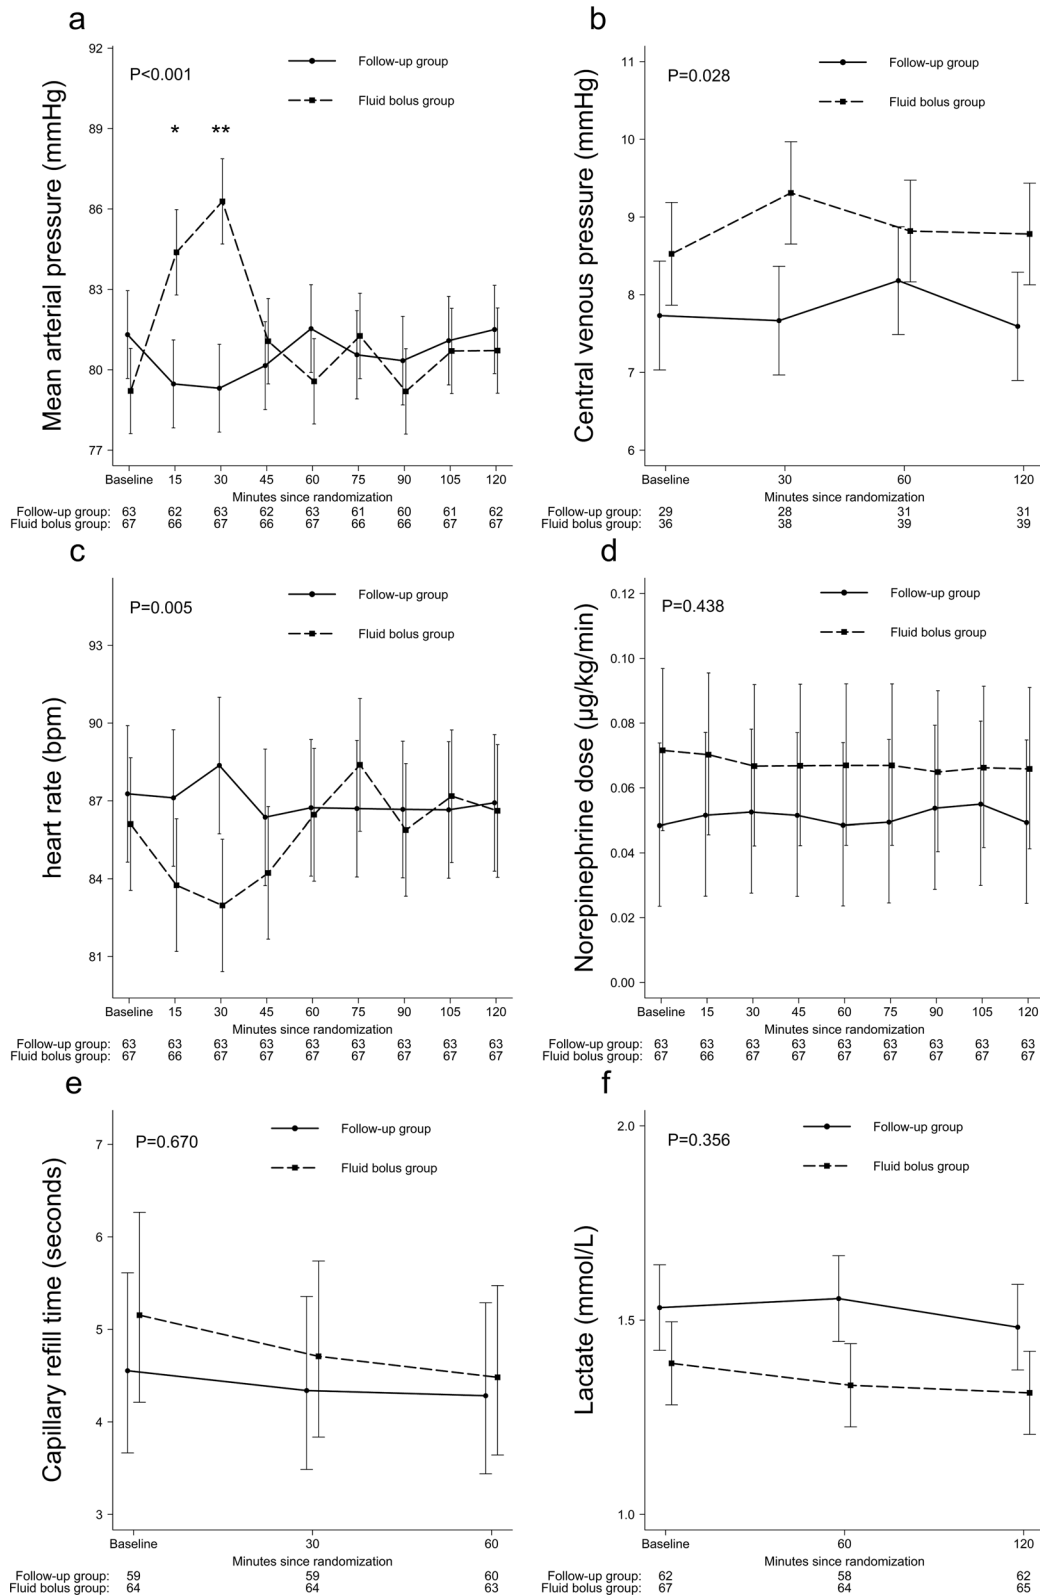 a
Mean arterial pressure (mmHg)
P<0.001
Follow-up group
Fluid bolus group
* **
92
89
86
83
80
77
Baseline 15 30 45 60 75 90 105 120
Minutes since randomization
Follow-up group: 63 62 63 62 63 61 60 61 62
Fluid bolus group: 67 66 67 66 67 66 66 67 67
b
Central venous pressure (mmHg)
P=0.028
Follow-up group
Fluid bolus group
11
10
9
8
7
6
Baseline 30 60 120
Minutes since randomization
Follow-up group: 29 28 31 31
Fluid bolus group: 36 38 39 39
c
heart rate (bpm)
P=0.005
Follow-up group
Fluid bolus group
93
90
87
84
81
Baseline 15 30 45 60 75 90 105 120
Minutes since randomization
Follow-up group: 63 63 63 63 63 63 63 63 63
Fluid bolus group: 67 66 67 67 67 67 67 67 67
d
Norepinephrine dose (µg/kg/min)
P=0.438
Follow-up group
Fluid bolus group
0.12
0.10
0.08
0.06
0.04
0.02
0.00
Baseline 15 30 45 60 75 90 105 120
Minutes since randomization
Follow-up group: 63 63 63 63 63 63 63 63 63
Fluid bolus group: 67 66 67 67 67 67 67 67 67
e
Capillary refill time (seconds)
P=0.670
Follow-up group
Fluid bolus group
7
6
5
4
3
Baseline 30 60
Minutes since randomization
Follow-up group: 59 59 60
Fluid bolus group: 64 64 63
f
Lactate (mmol/L)
P=0.356
Follow-up group
Fluid bolus group
2.0
1.5
1.0
Baseline 60 120
Minutes since randomization
Follow-up group: 62 58 62
Fluid bolus group: 67 64 65